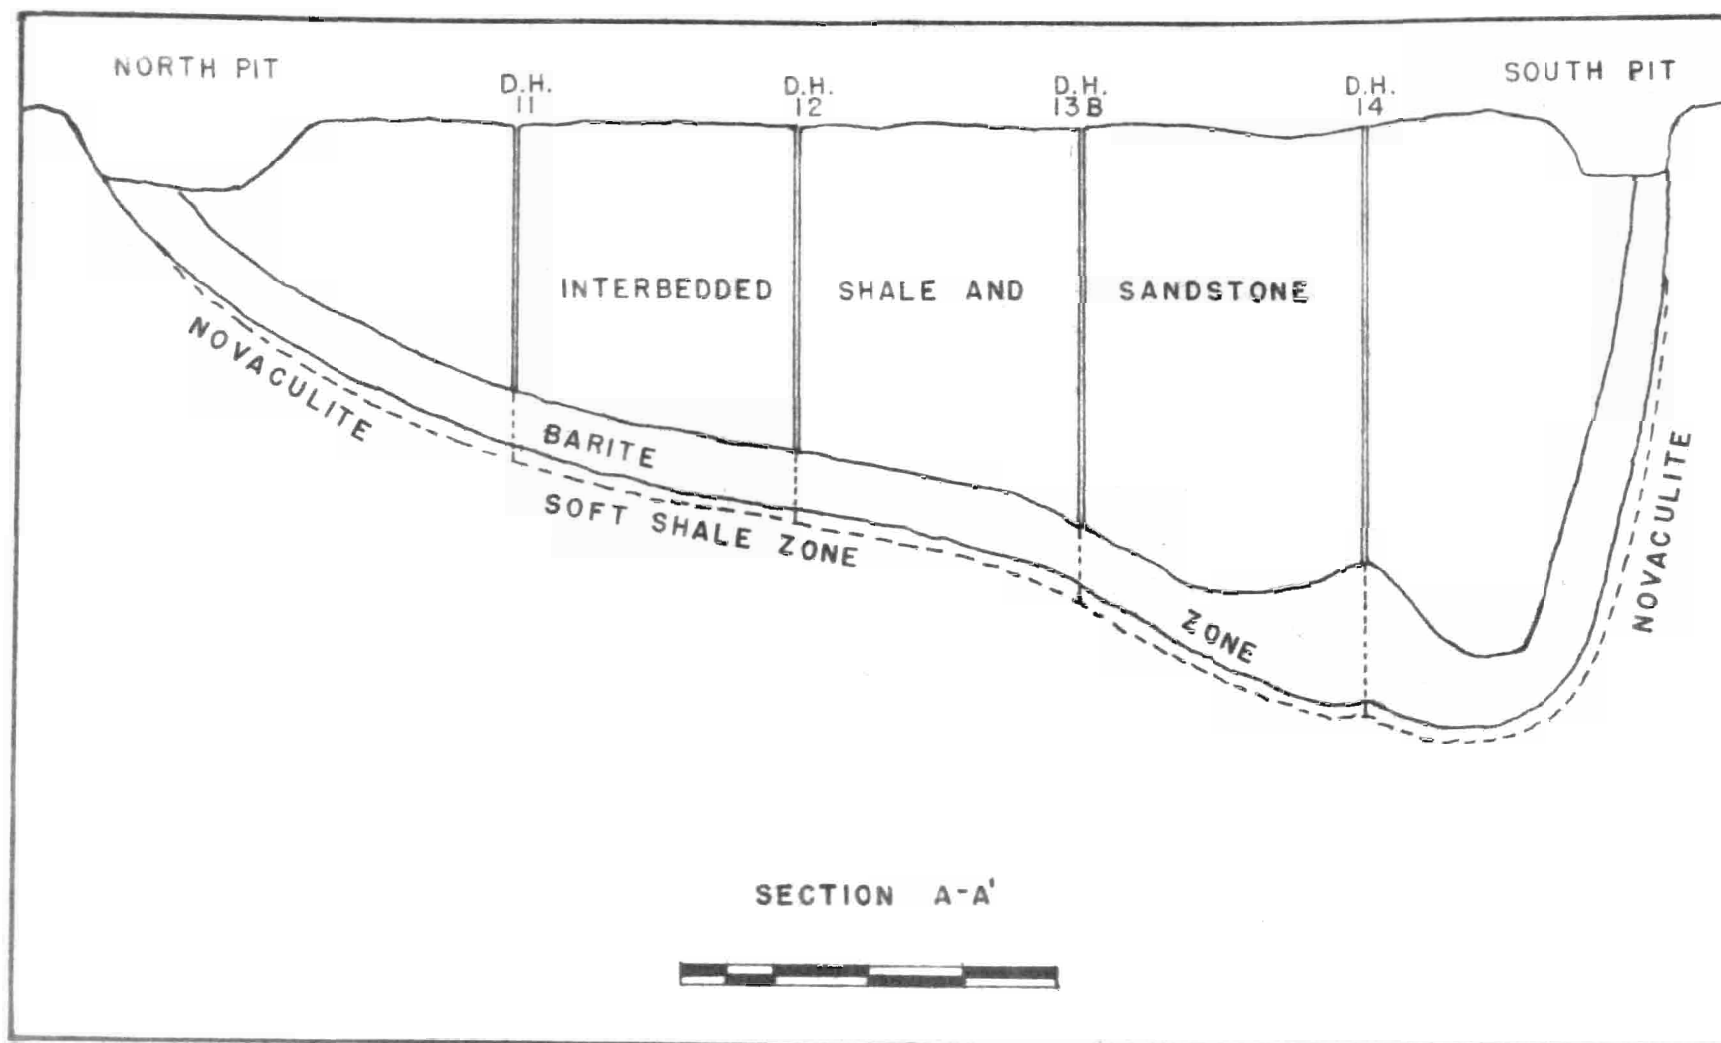 NORTH PIT
D.H.
11
D.H.
12
D.H.
13B
D.H.
14
SOUTH PIT
INTERBEDDED SHALE AND SANDSTONE
NOVACULITE
BARITE ZONE
SOFT SHALE ZONE
NOVACULITE
SECTION A-A'